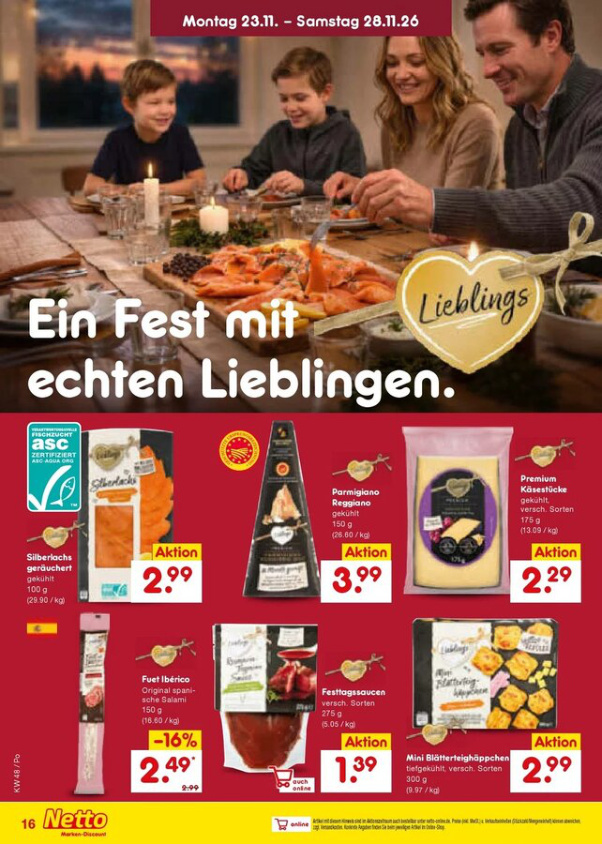 Montag 23.11. – Samstag 28.11.26
Lieblings
Ein Fest mit
echten Lieblingen.
FISCHZUCHT
asc
ZERTIFIZIERT
ASC-AQUA.ORG
Lieblings
Silberlachs
Silberlachs
geräuchert
gekühlt
100 g
(29.90 / kg)
Aktion
2.99
Parmigiano
Reggiano
gekühlt
150 g
(26.60 / kg)
Aktion
3.99
Premium
Käsestücke
gekühlt,
versch. Sorten
175 g
(13.09 / kg)
Aktion
2.29
Fuet Ibérico
Original spani-
sche Salami
150 g
(16.60 / kg)
-16%
2.49*
2.99
Festtagssaucen
versch. Sorten
275 g
(5.05 / kg)
Aktion
1.39
auch
online
Lieblings
Mini
Blätterteig-
häppchen
Mini Blätterteighäppchen
tiefgekühlt, versch. Sorten
300 g
(9.97 / kg)
Aktion
2.99
KW 48 / Po
16
Netto
Marken-Discount
online